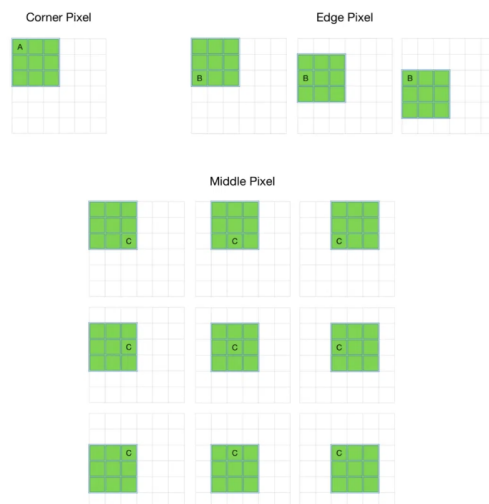 Corner Pixel Edge Pixel
A
B
B B
Middle Pixel
C C C
C C C
C C C